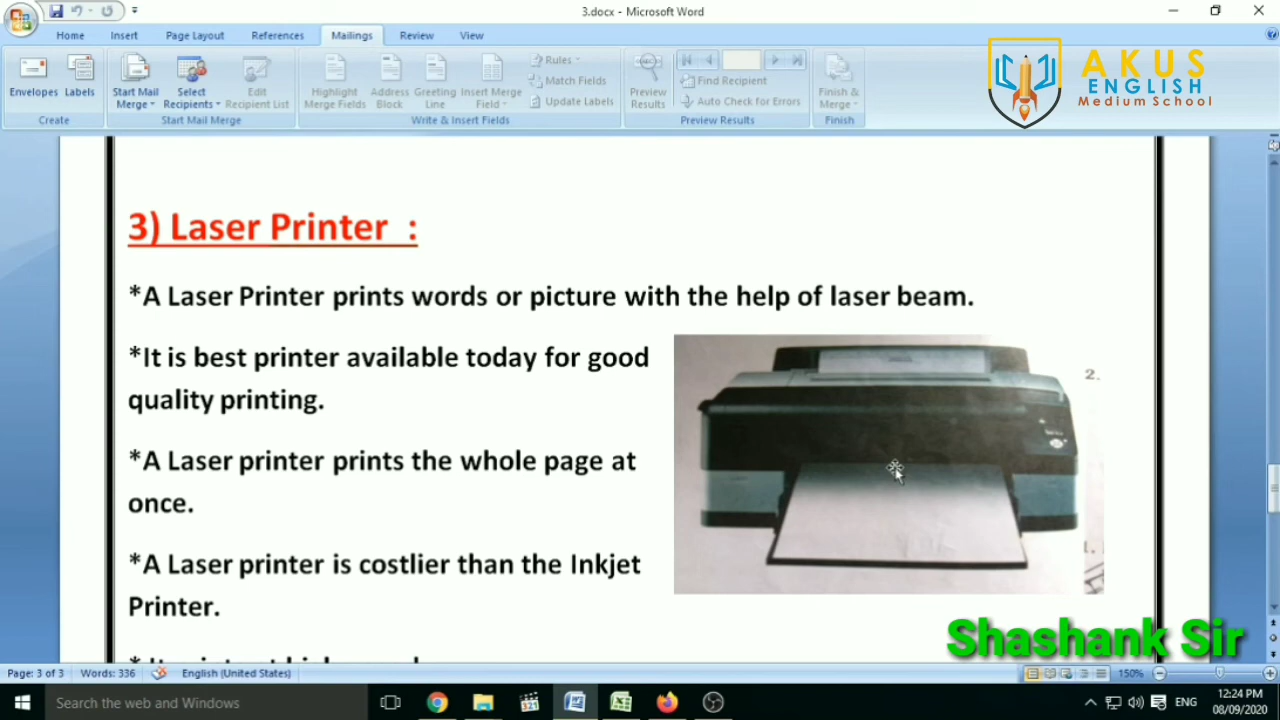 3.docx - Microsoft Word
Home Insert Page Layout References Mailings Review View
Envelopes Labels Start Mail Merge Select Recipients Edit Recipient List Highlight Merge Fields Address Block Greeting Line Insert Merge Field Rules Match Fields Update Labels Preview Results Find Recipient Auto Check for Errors Finish & Merge
Create Start Mail Merge Write & Insert Fields Preview Results Finish
AKUS
ENGLISH
Medium School
3) Laser Printer :
*A Laser Printer prints words or picture with the help of laser beam.
*It is best printer available today for good
quality printing.
*A Laser printer prints the whole page at
once.
*A Laser printer is costlier than the Inkjet
Printer.
2.
Shashank Sir
Page: 3 of 3 Words: 336 English (United States) 150%
Search the web and Windows
ENG
12:24 PM
08/09/2020